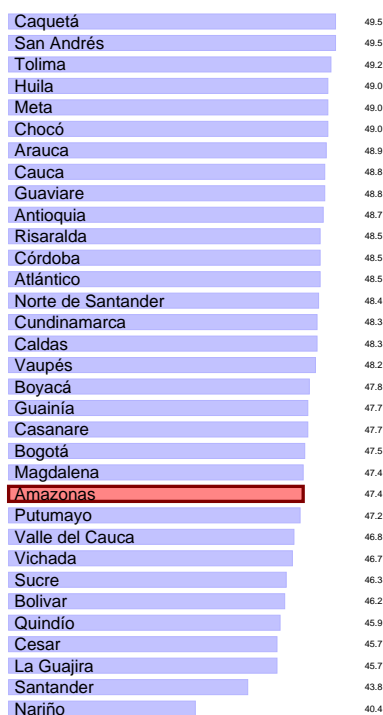 Caquetá 49.5
San Andrés 49.5
Tolima 49.2
Huila 49.0
Meta 49.0
Chocó 49.0
Arauca 48.9
Cauca 48.8
Guaviare 48.8
Antioquia 48.7
Risaralda 48.5
Córdoba 48.5
Atlántico 48.5
Norte de Santander 48.4
Cundinamarca 48.3
Caldas 48.3
Vaupés 48.2
Boyacá 47.8
Guainía 47.7
Casanare 47.7
Bogotá 47.5
Magdalena 47.4
Amazonas 47.4
Putumayo 47.2
Valle del Cauca 46.8
Vichada 46.7
Sucre 46.3
Bolivar 46.2
Quindío 45.9
Cesar 45.7
La Guajira 45.7
Santander 43.8
Nariño 40.4